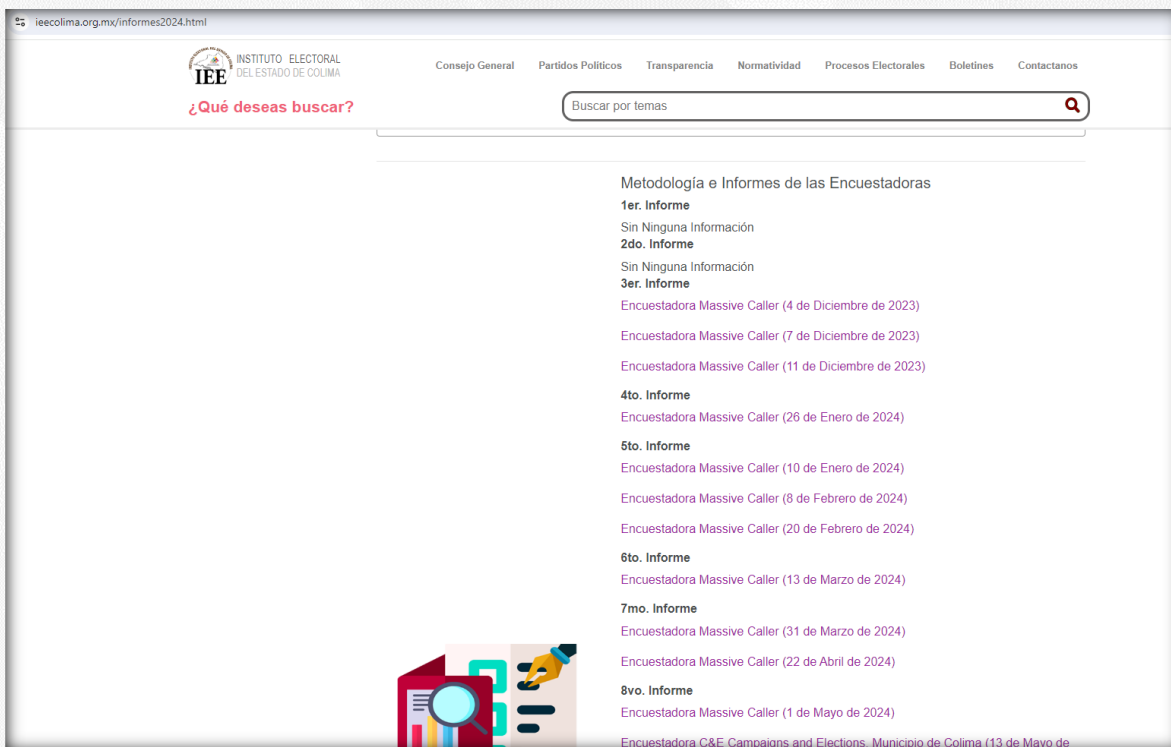 ieecolima.org.mx/informes2024.html
IEE
INSTITUTO ELECTORAL
DEL ESTADO DE COLIMA
Consejo General Partidos Políticos Transparencia Normatividad Procesos Electorales Boletines Contactanos
¿Qué deseas buscar?
Buscar por temas
Metodología e Informes de las Encuestadoras
1er. Informe
Sin Ninguna Información
2do. Informe
Sin Ninguna Información
3er. Informe
Encuestadora Massive Caller (4 de Diciembre de 2023)
Encuestadora Massive Caller (7 de Diciembre de 2023)
Encuestadora Massive Caller (11 de Diciembre de 2023)
4to. Informe
Encuestadora Massive Caller (26 de Enero de 2024)
5to. Informe
Encuestadora Massive Caller (10 de Enero de 2024)
Encuestadora Massive Caller (8 de Febrero de 2024)
Encuestadora Massive Caller (20 de Febrero de 2024)
6to. Informe
Encuestadora Massive Caller (13 de Marzo de 2024)
7mo. Informe
Encuestadora Massive Caller (31 de Marzo de 2024)
Encuestadora Massive Caller (22 de Abril de 2024)
8vo. Informe
Encuestadora Massive Caller (1 de Mayo de 2024)
Encuestadora C&E Campaigns and Elections, Municipio de Colima (13 de Mayo de